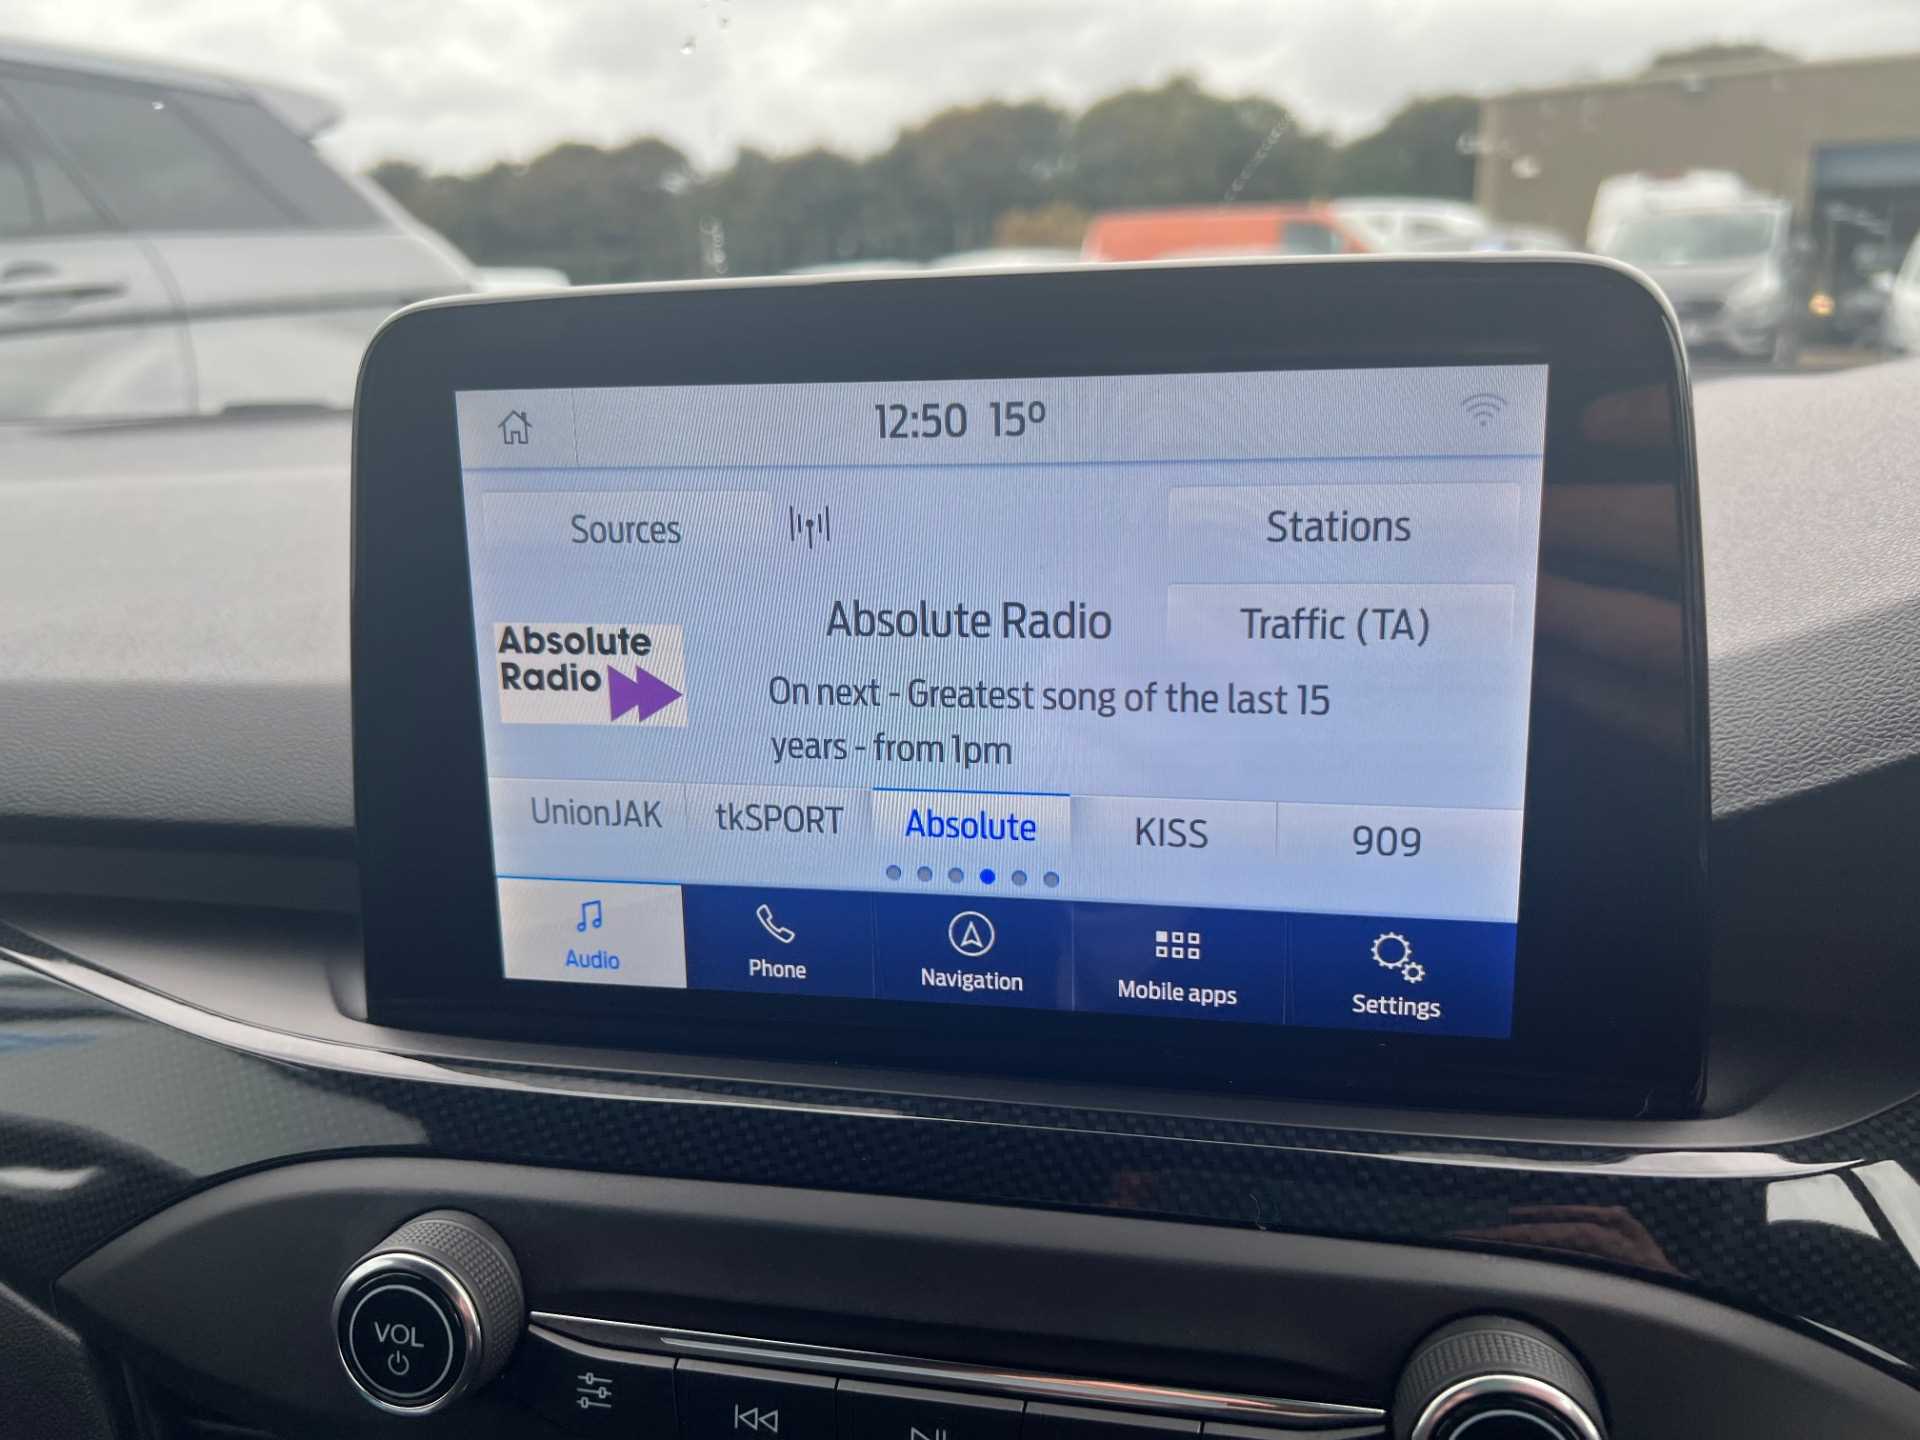 12:50 15º
Sources
Stations
Absolute Radio
Traffic (TA)
Absolute
Radio
On next - Greatest song of the last 15
years - from 1pm
UnionJAK
tkSPORT
Absolute
KISS
909
Audio
Phone
Navigation
Mobile apps
Settings
VOL